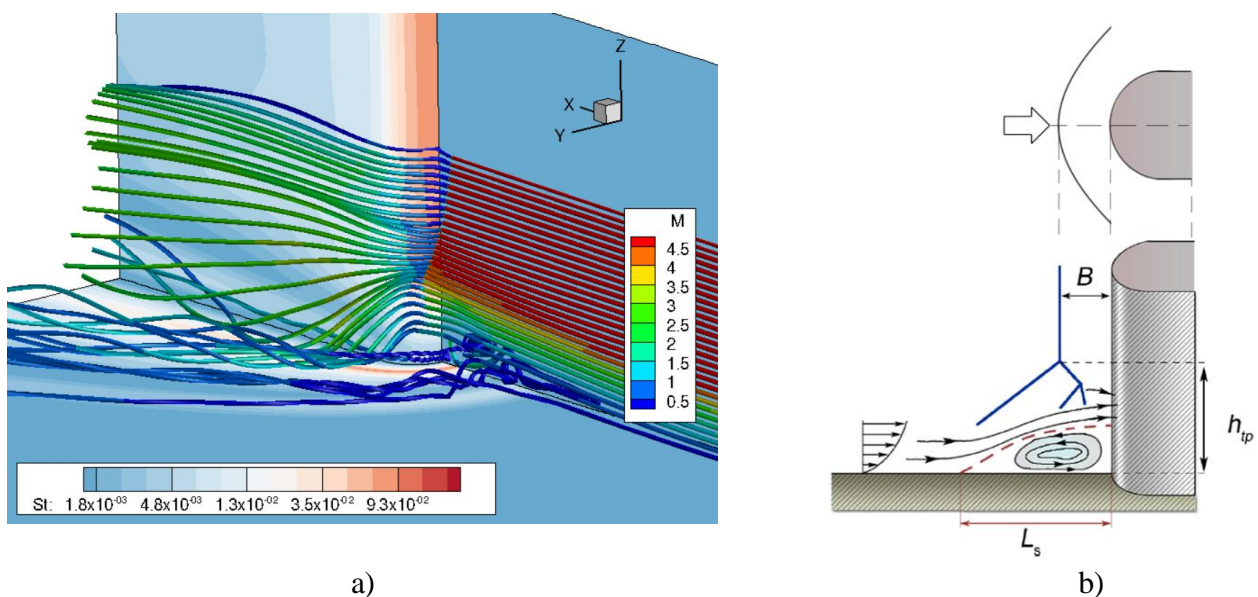 Z
X
Y
M
4.5
4
3.5
3
2.5
2
1.5
1
0.5
St: 1.8x10⁻⁰³ 4.8x10⁻⁰³ 1.3x10⁻⁰² 3.5x10⁻⁰² 9.3x10⁻⁰²
a)
B
h_tp
L_s
b)